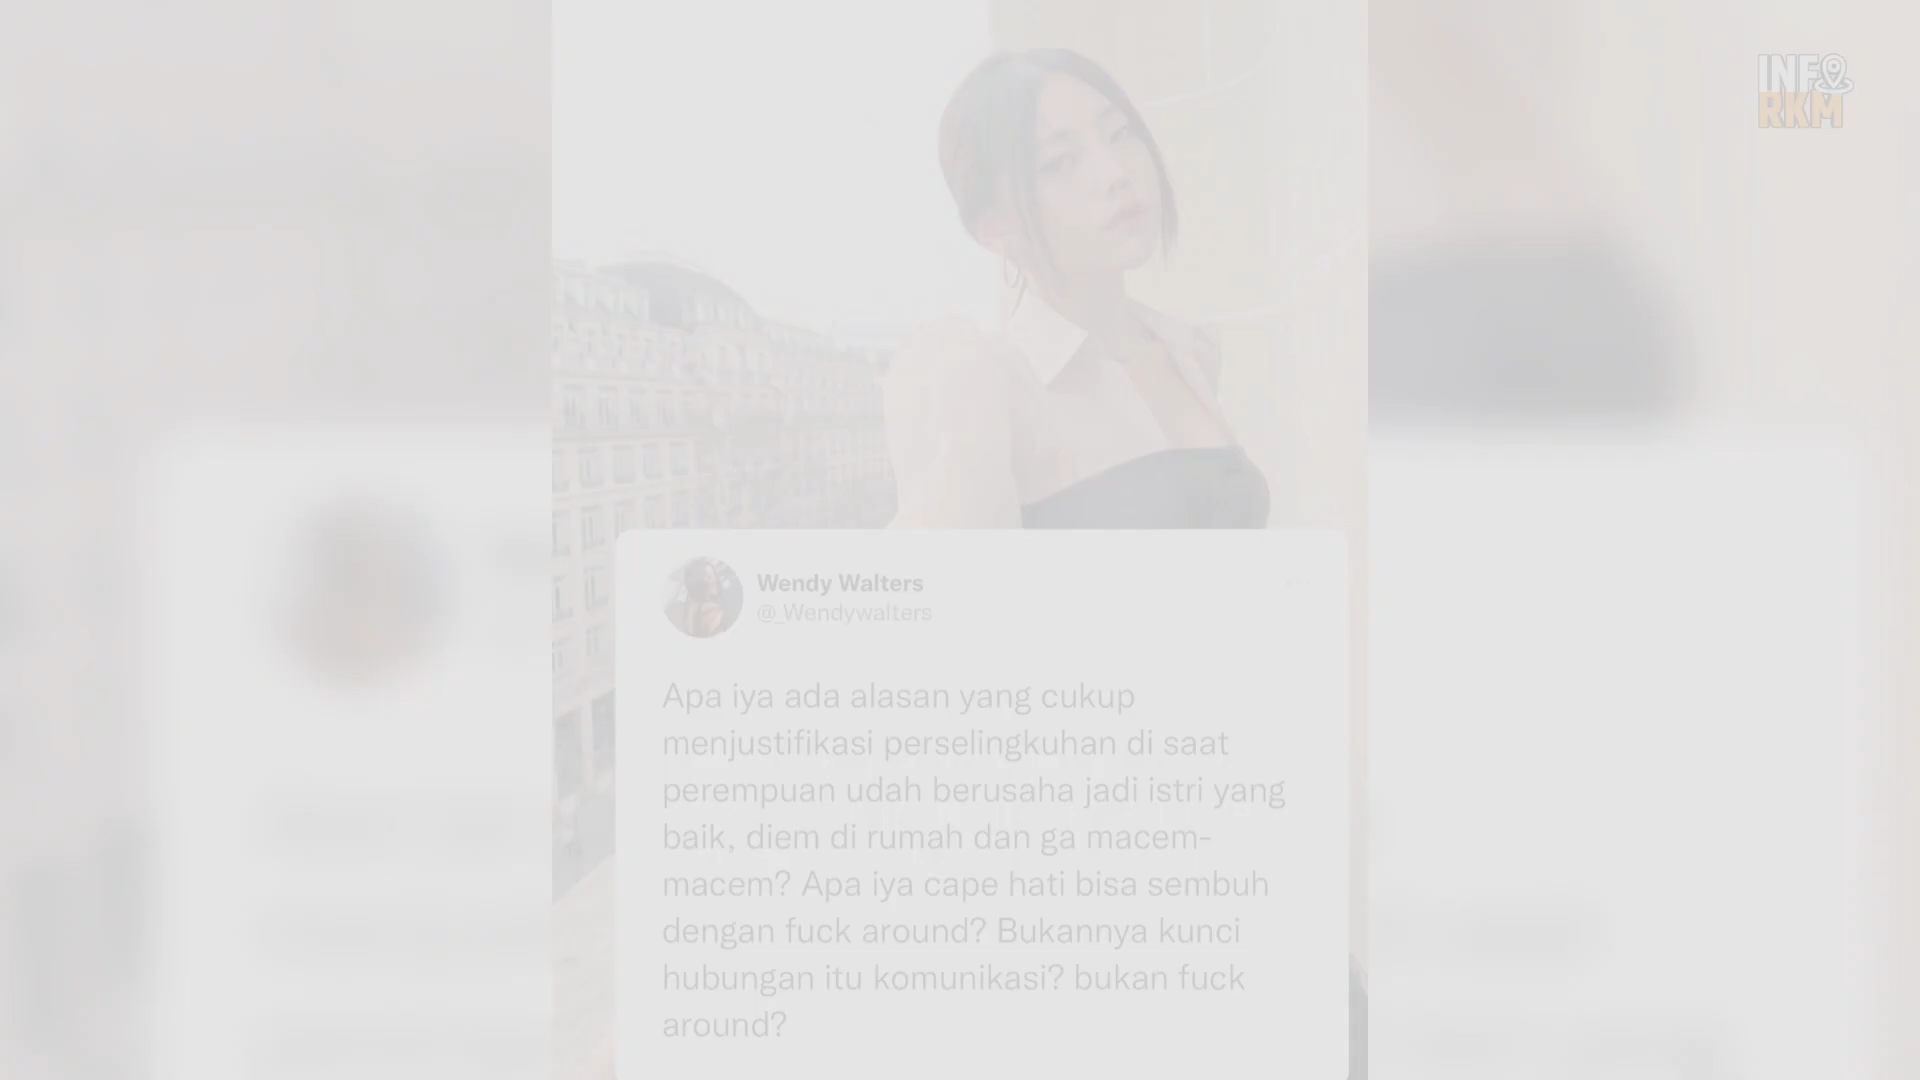 INFO
RKM
Wendy Walters
@_Wendywalters
Apa iya ada alasan yang cukup
menjustifikasi perselingkuhan di saat
perempuan udah berusaha jadi istri yang
baik, diem di rumah dan ga macem-
macem? Apa iya cape hati bisa sembuh
dengan fuck around? Bukannya kunci
hubungan itu komunikasi? bukan fuck
around?